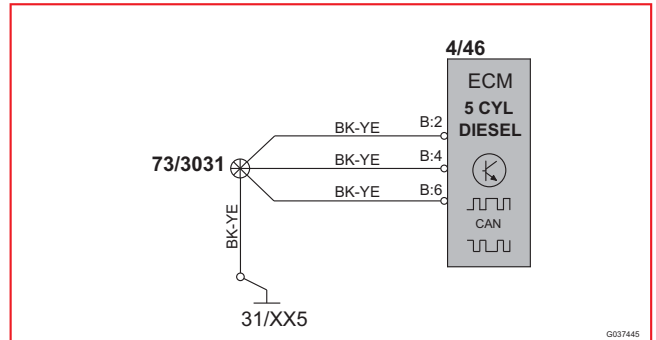 4/46
ECM
5 CYL
DIESEL
BK-YE B:2
BK-YE B:4
73/3031
BK-YE B:6
CAN
BK-YE
31/XX5
G037445